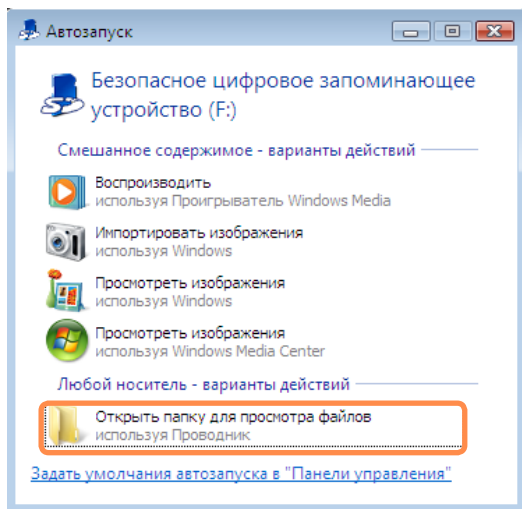 Автозапуск
Безопасное цифровое запоминающее
устройство (F:)
Смешанное содержимое - варианты действий
Воспроизводить
используя Проигрыватель Windows Media
Импортировать изображения
используя Windows
Просмотреть изображения
используя Windows
Просмотреть изображения
используя Windows Media Center
Любой носитель - варианты действий
Открыть папку для просмотра файлов
используя Проводник
Задать умолчания автозапуска в "Панели управления"